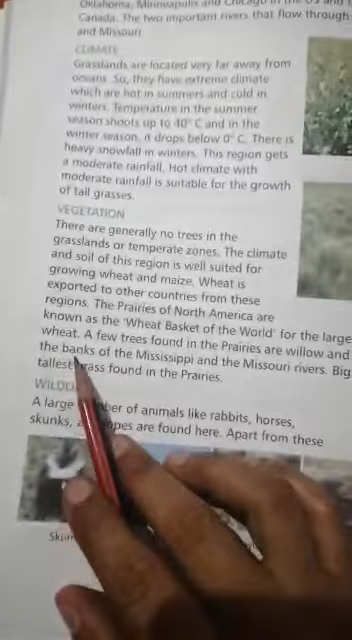 Oklahoma, Minneapolis and Chicago in the US and
Canada. The two important rivers that flow through
and Missouri.
CLIMATE
Grasslands are located very far away from
oceans. So, they have extreme climate
which are hot in summers and cold in
winters. Temperature in the summer
season shoots up to 40° C and in the
winter season, it drops below 0° C. There is
heavy snowfall in winters. This region gets
a moderate rainfall. Hot climate with
moderate rainfall is suitable for the growth
of tall grasses.
VEGETATION
There are generally no trees in the
grasslands or temperate zones. The climate
and soil of this region is well suited for
growing wheat and maize. Wheat is
exported to other countries from these
regions. The Prairies of North America are
known as the 'Wheat Basket of the World' for the large
wheat. A few trees found in the Prairies are willow and
the banks of the Mississippi and the Missouri rivers. Big
tallest grass found in the Prairies.
A large number of animals like rabbits, horses,
skunks, are found here. Apart from these